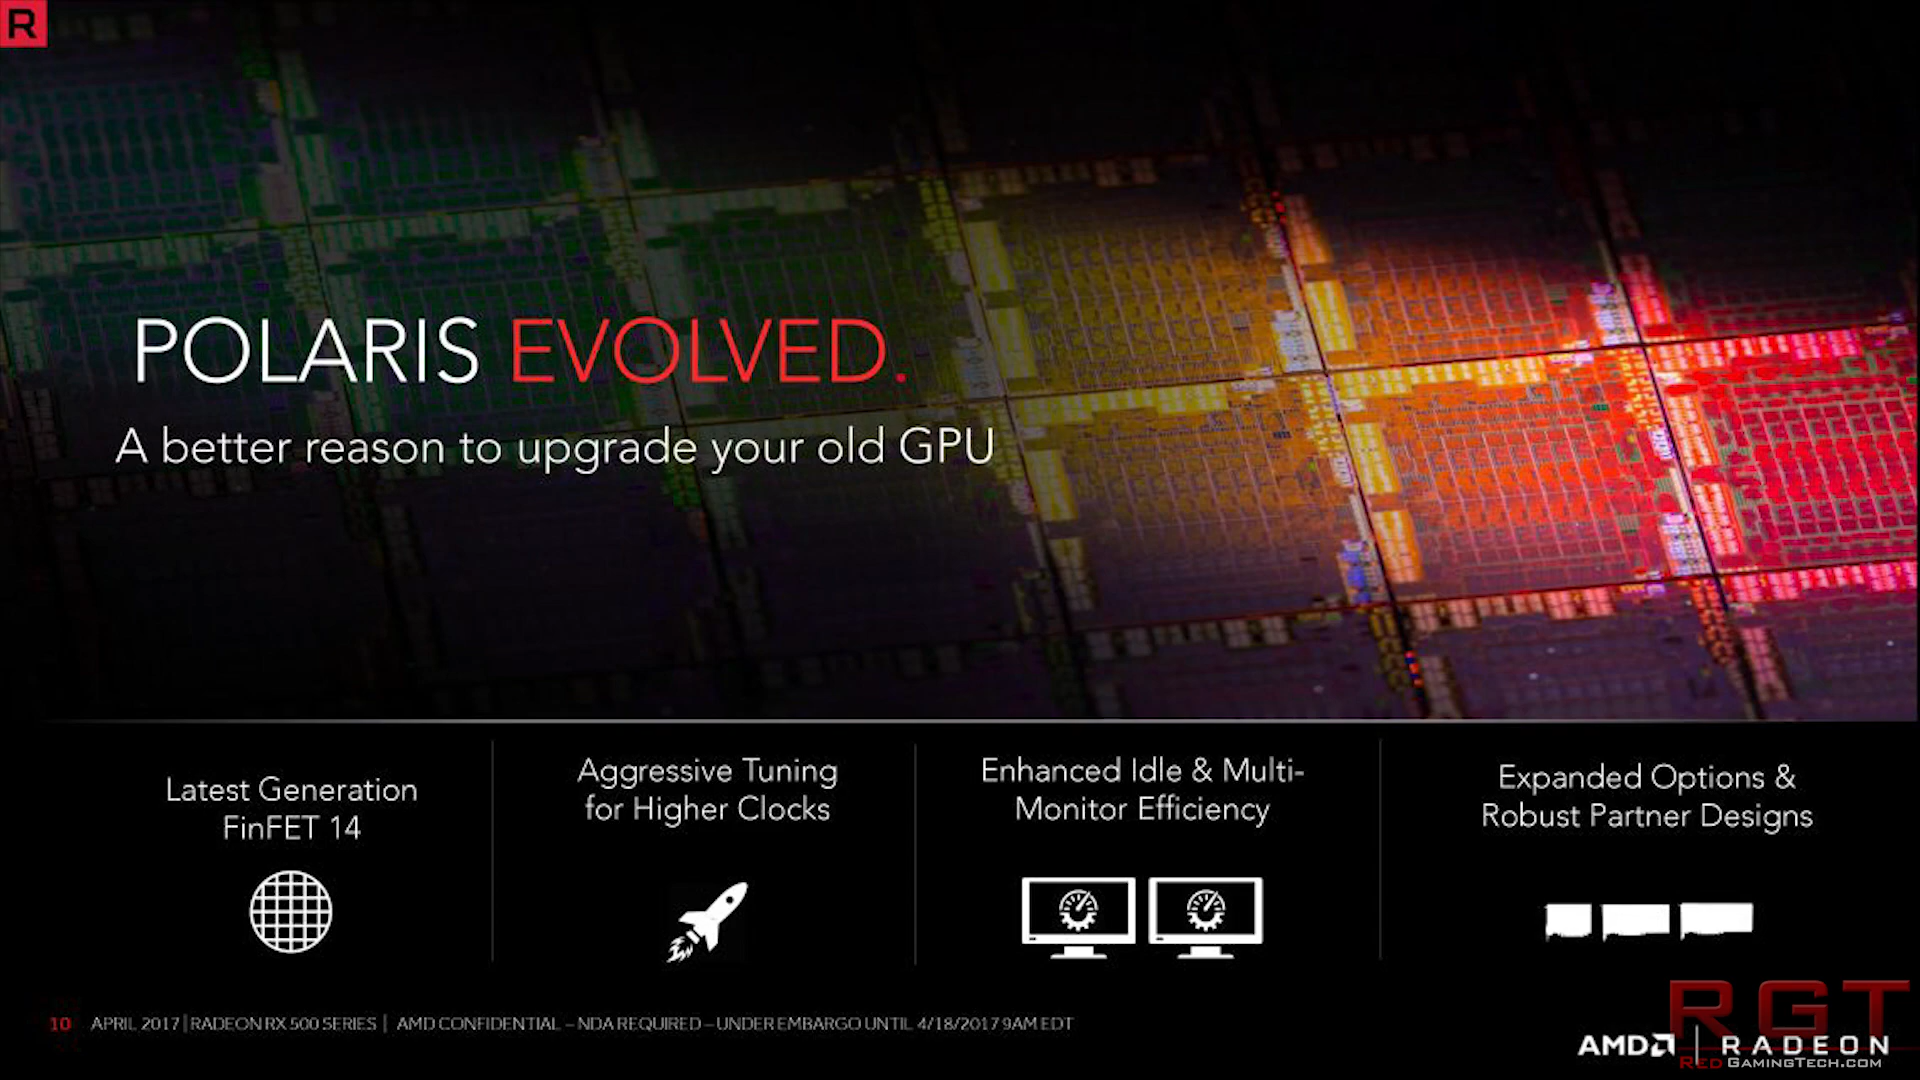 R
POLARIS EVOLVED.
A better reason to upgrade your old GPU
Latest Generation
FinFET 14
Aggressive Tuning
for Higher Clocks
Enhanced Idle & Multi-
Monitor Efficiency
Expanded Options &
Robust Partner Designs
10 APRIL 2017 | RADEON RX 500 SERIES | AMD CONFIDENTIAL – NDA REQUIRED – UNDER EMBARGO UNTIL 4/18/2017 9AM EDT
RGT
AMD | RADEON
REDGAMINGTECH.COM